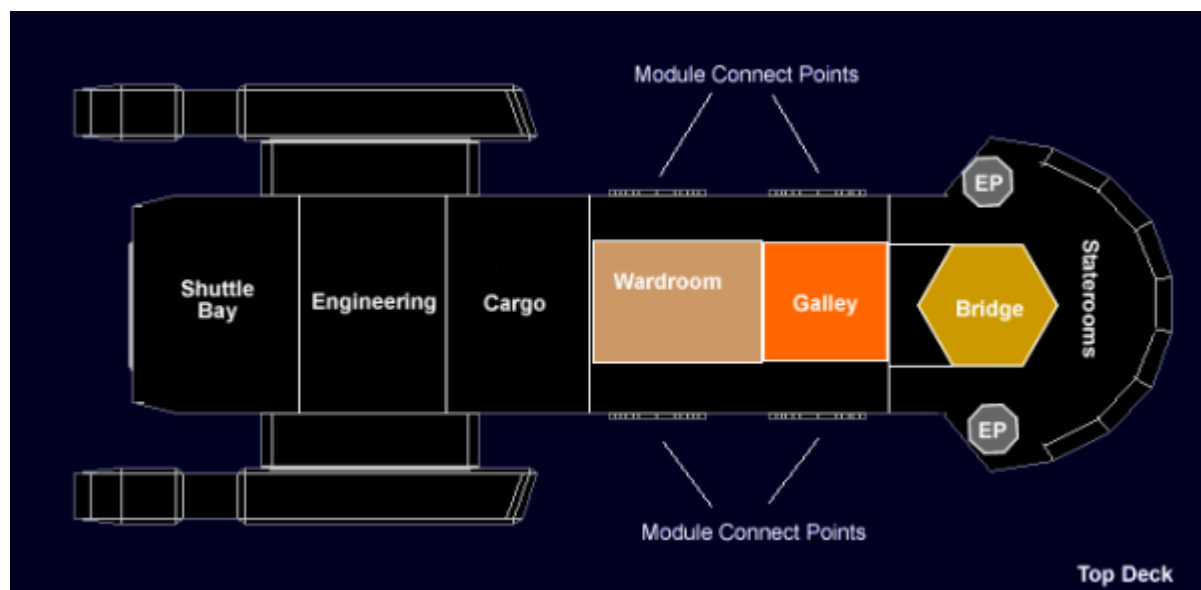 Module Connect Points
EP
Shuttle
Bay
Engineering
Cargo
Wardroom
Galley
Bridge
Staterooms
EP
Module Connect Points
Top Deck